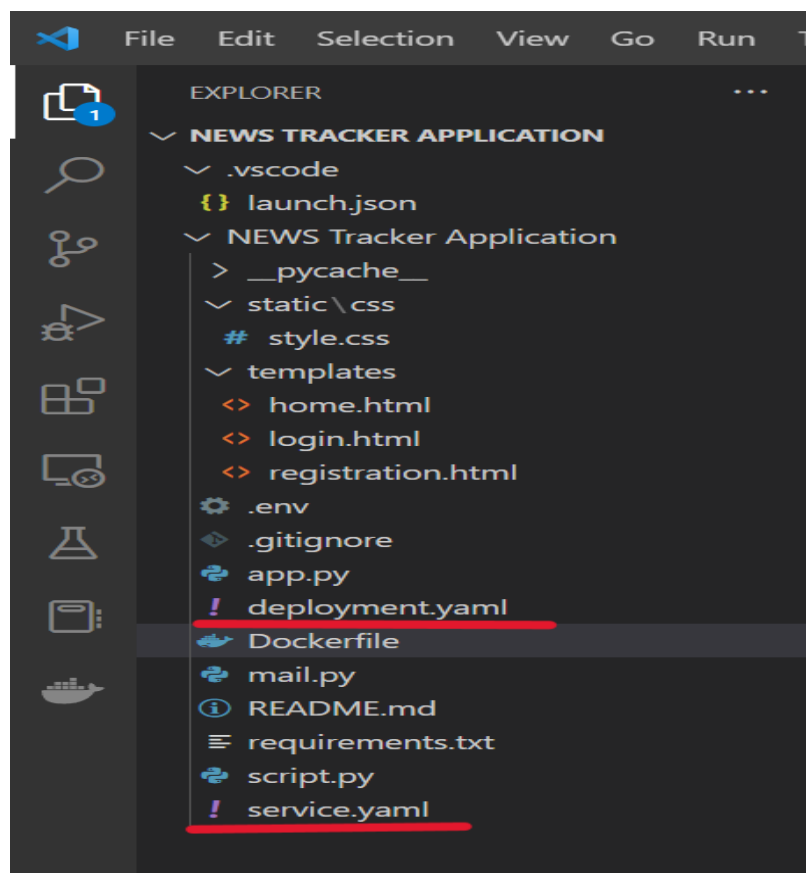 File Edit Selection View Go Run
EXPLORER ...
1
NEWS TRACKER APPLICATION
.vscode
{} launch.json
NEWS Tracker Application
__pycache__
static\css
# style.css
templates
<> home.html
<> login.html
<> registration.html
.env
.gitignore
app.py
! deployment.yaml
Dockerfile
mail.py
README.md
requirements.txt
script.py
! service.yaml